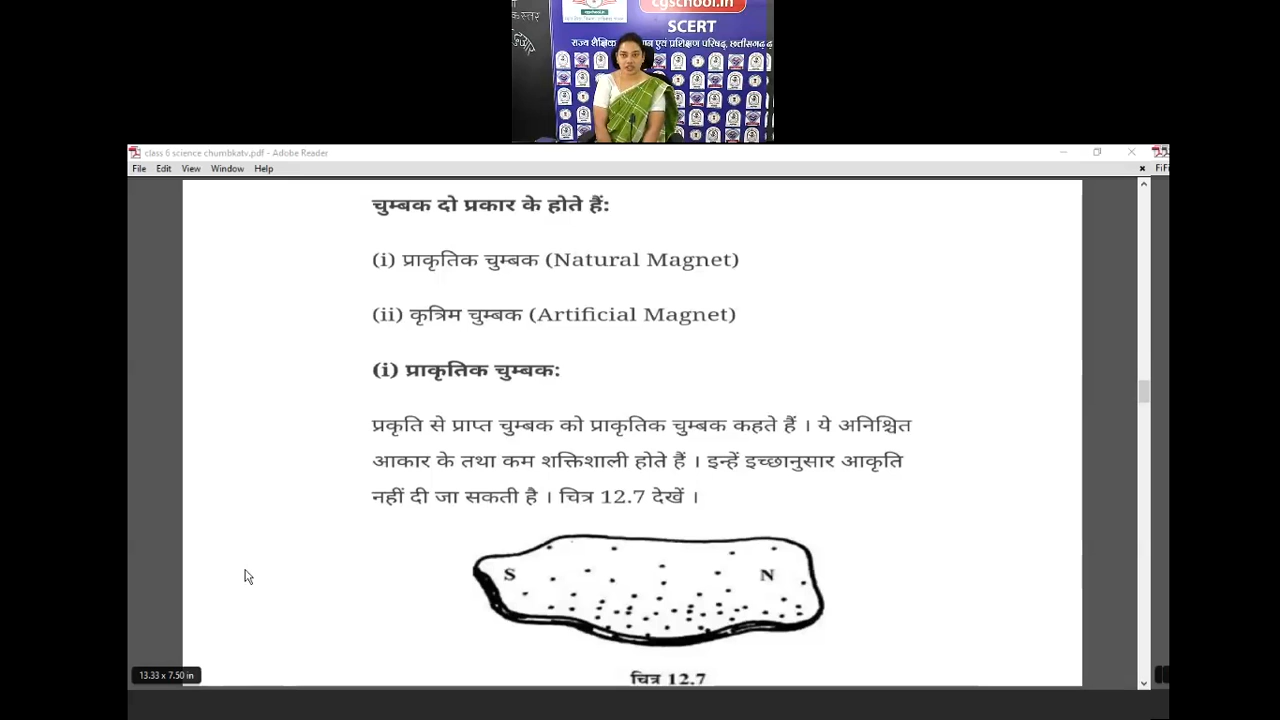 cgschool.in
SCERT
class 6 science chumbkatv.pdf - Adobe Reader
File Edit View Window Help
चुम्बक दो प्रकार के होते हैं:
(i) प्राकृतिक चुम्बक (Natural Magnet)
(ii) कृत्रिम चुम्बक (Artificial Magnet)
(i) प्राकृतिक चुम्बक:
प्रकृति से प्राप्त चुम्बक को प्राकृतिक चुम्बक कहते हैं । ये अनिश्चित
आकार के तथा कम शक्तिशाली होते हैं । इन्हें इच्छानुसार आकृति
नहीं दी जा सकती है । चित्र 12.7 देखें ।
S N
चित्र 12.7
13.33 x 7.50 in